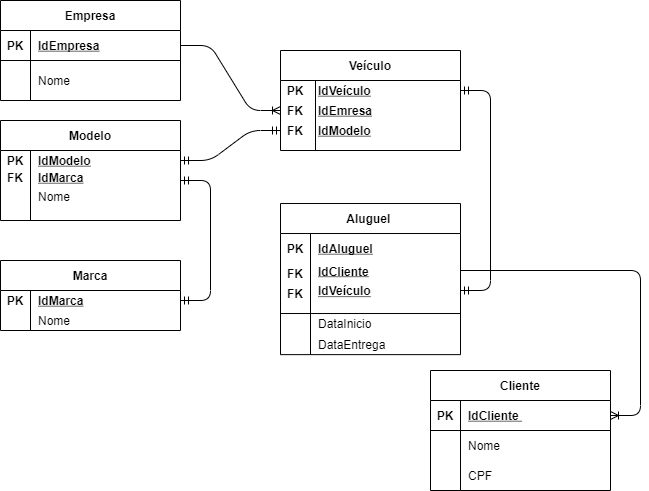 Empresa
PK IdEmpresa
Nome
Modelo
PK IdModelo
FK IdMarca
Nome
Marca
PK IdMarca
Nome
Veículo
PK IdVeículo
FK IdEmresa
FK IdModelo
Aluguel
PK IdAluguel
FK IdCliente
FK IdVeículo
DataInicio
DataEntrega
Cliente
PK IdCliente
Nome
CPF